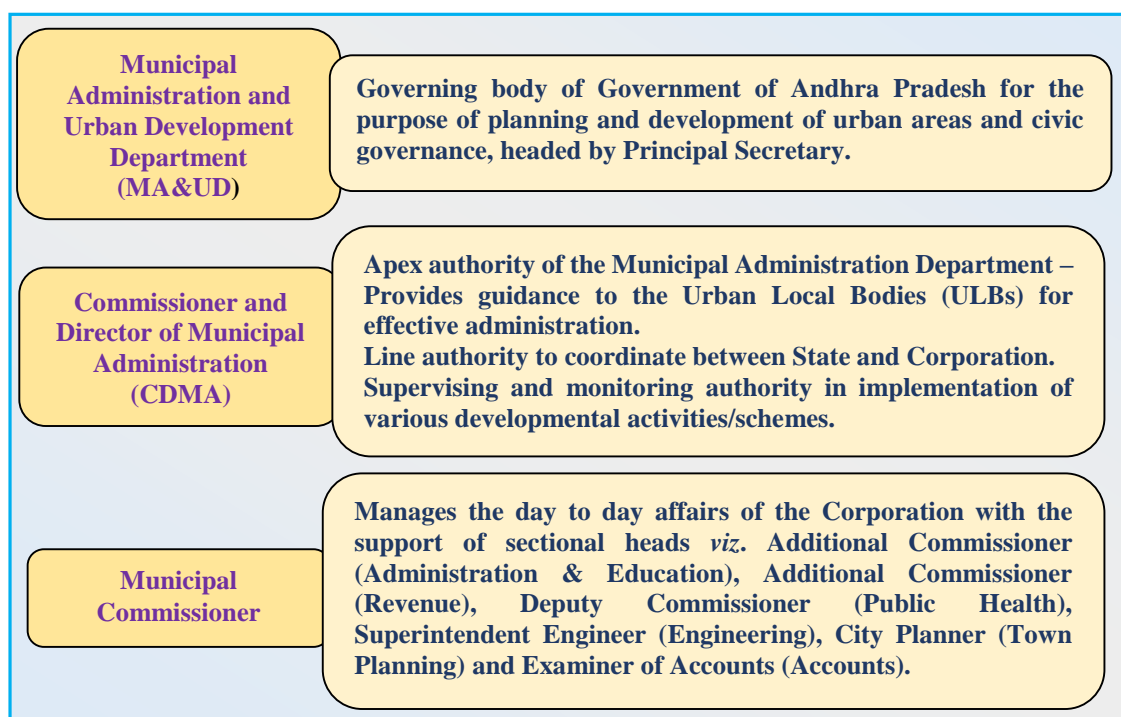 Municipal
Administration and
Urban Development
Department
(MA&UD)
Governing body of Government of Andhra Pradesh for the
purpose of planning and development of urban areas and civic
governance, headed by Principal Secretary.
Commissioner and
Director of Municipal
Administration
(CDMA)
Apex authority of the Municipal Administration Department –
Provides guidance to the Urban Local Bodies (ULBs) for
effective administration.
Line authority to coordinate between State and Corporation.
Supervising and monitoring authority in implementation of
various developmental activities/schemes.
Municipal
Commissioner
Manages the day to day affairs of the Corporation with the
support of sectional heads viz. Additional Commissioner
(Administration & Education), Additional Commissioner
(Revenue), Deputy Commissioner (Public Health),
Superintendent Engineer (Engineering), City Planner (Town
Planning) and Examiner of Accounts (Accounts).